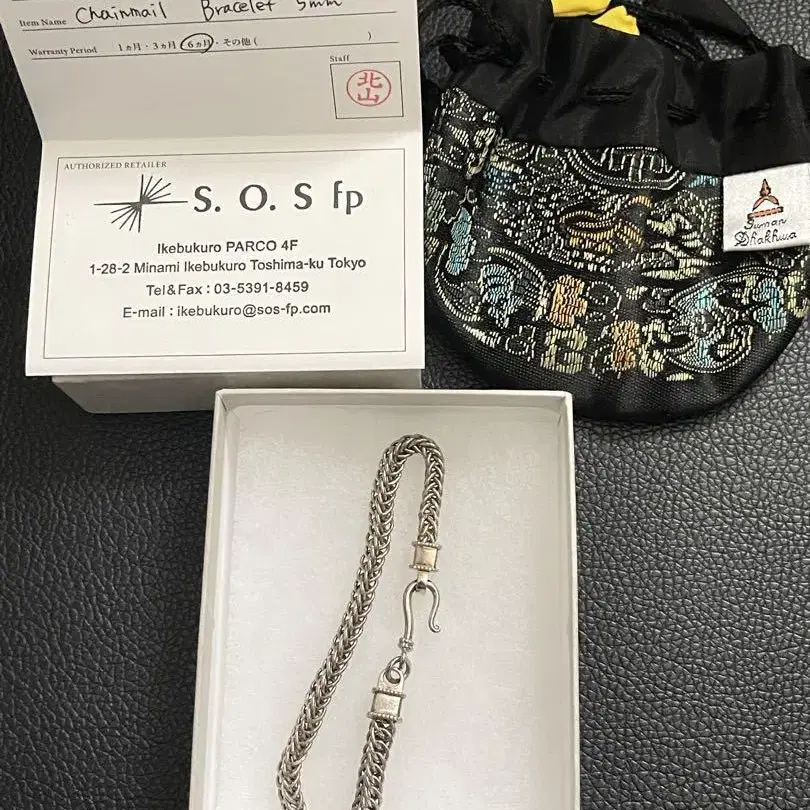 Item Name Chainmail Bracelet 5mm
Warranty Period 1ヵ月・3ヵ月・6ヵ月・その他( )
Staff
北山
AUTHORIZED RETAILER
S. O. S fp
Ikebukuro PARCO 4F
1-28-2 Minami Ikebukuro Toshima-ku Tokyo
Tel&Fax : 03-5391-8459
E-mail : ikebukuro@sos-fp.com
Suman
Dhakhwa